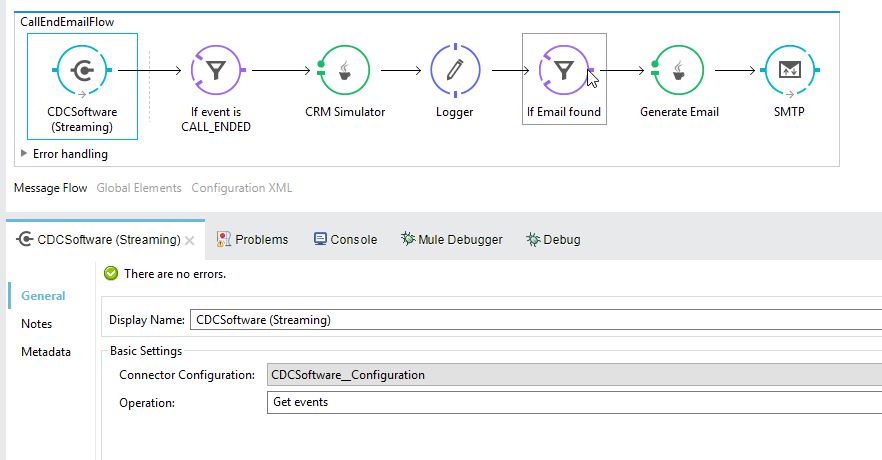 CallEndEmailFlow
CDCSoftware
(Streaming)
If event is
CALL_ENDED
CRM Simulator
Logger
If Email found
Generate Email
SMTP
Error handling
Message Flow Global Elements Configuration XML
CDCSoftware (Streaming) Problems Console Mule Debugger Debug
There are no errors.
General
Notes
Metadata
Display Name: CDCSoftware (Streaming)
Basic Settings
Connector Configuration: CDCSoftware__Configuration
Operation: Get events